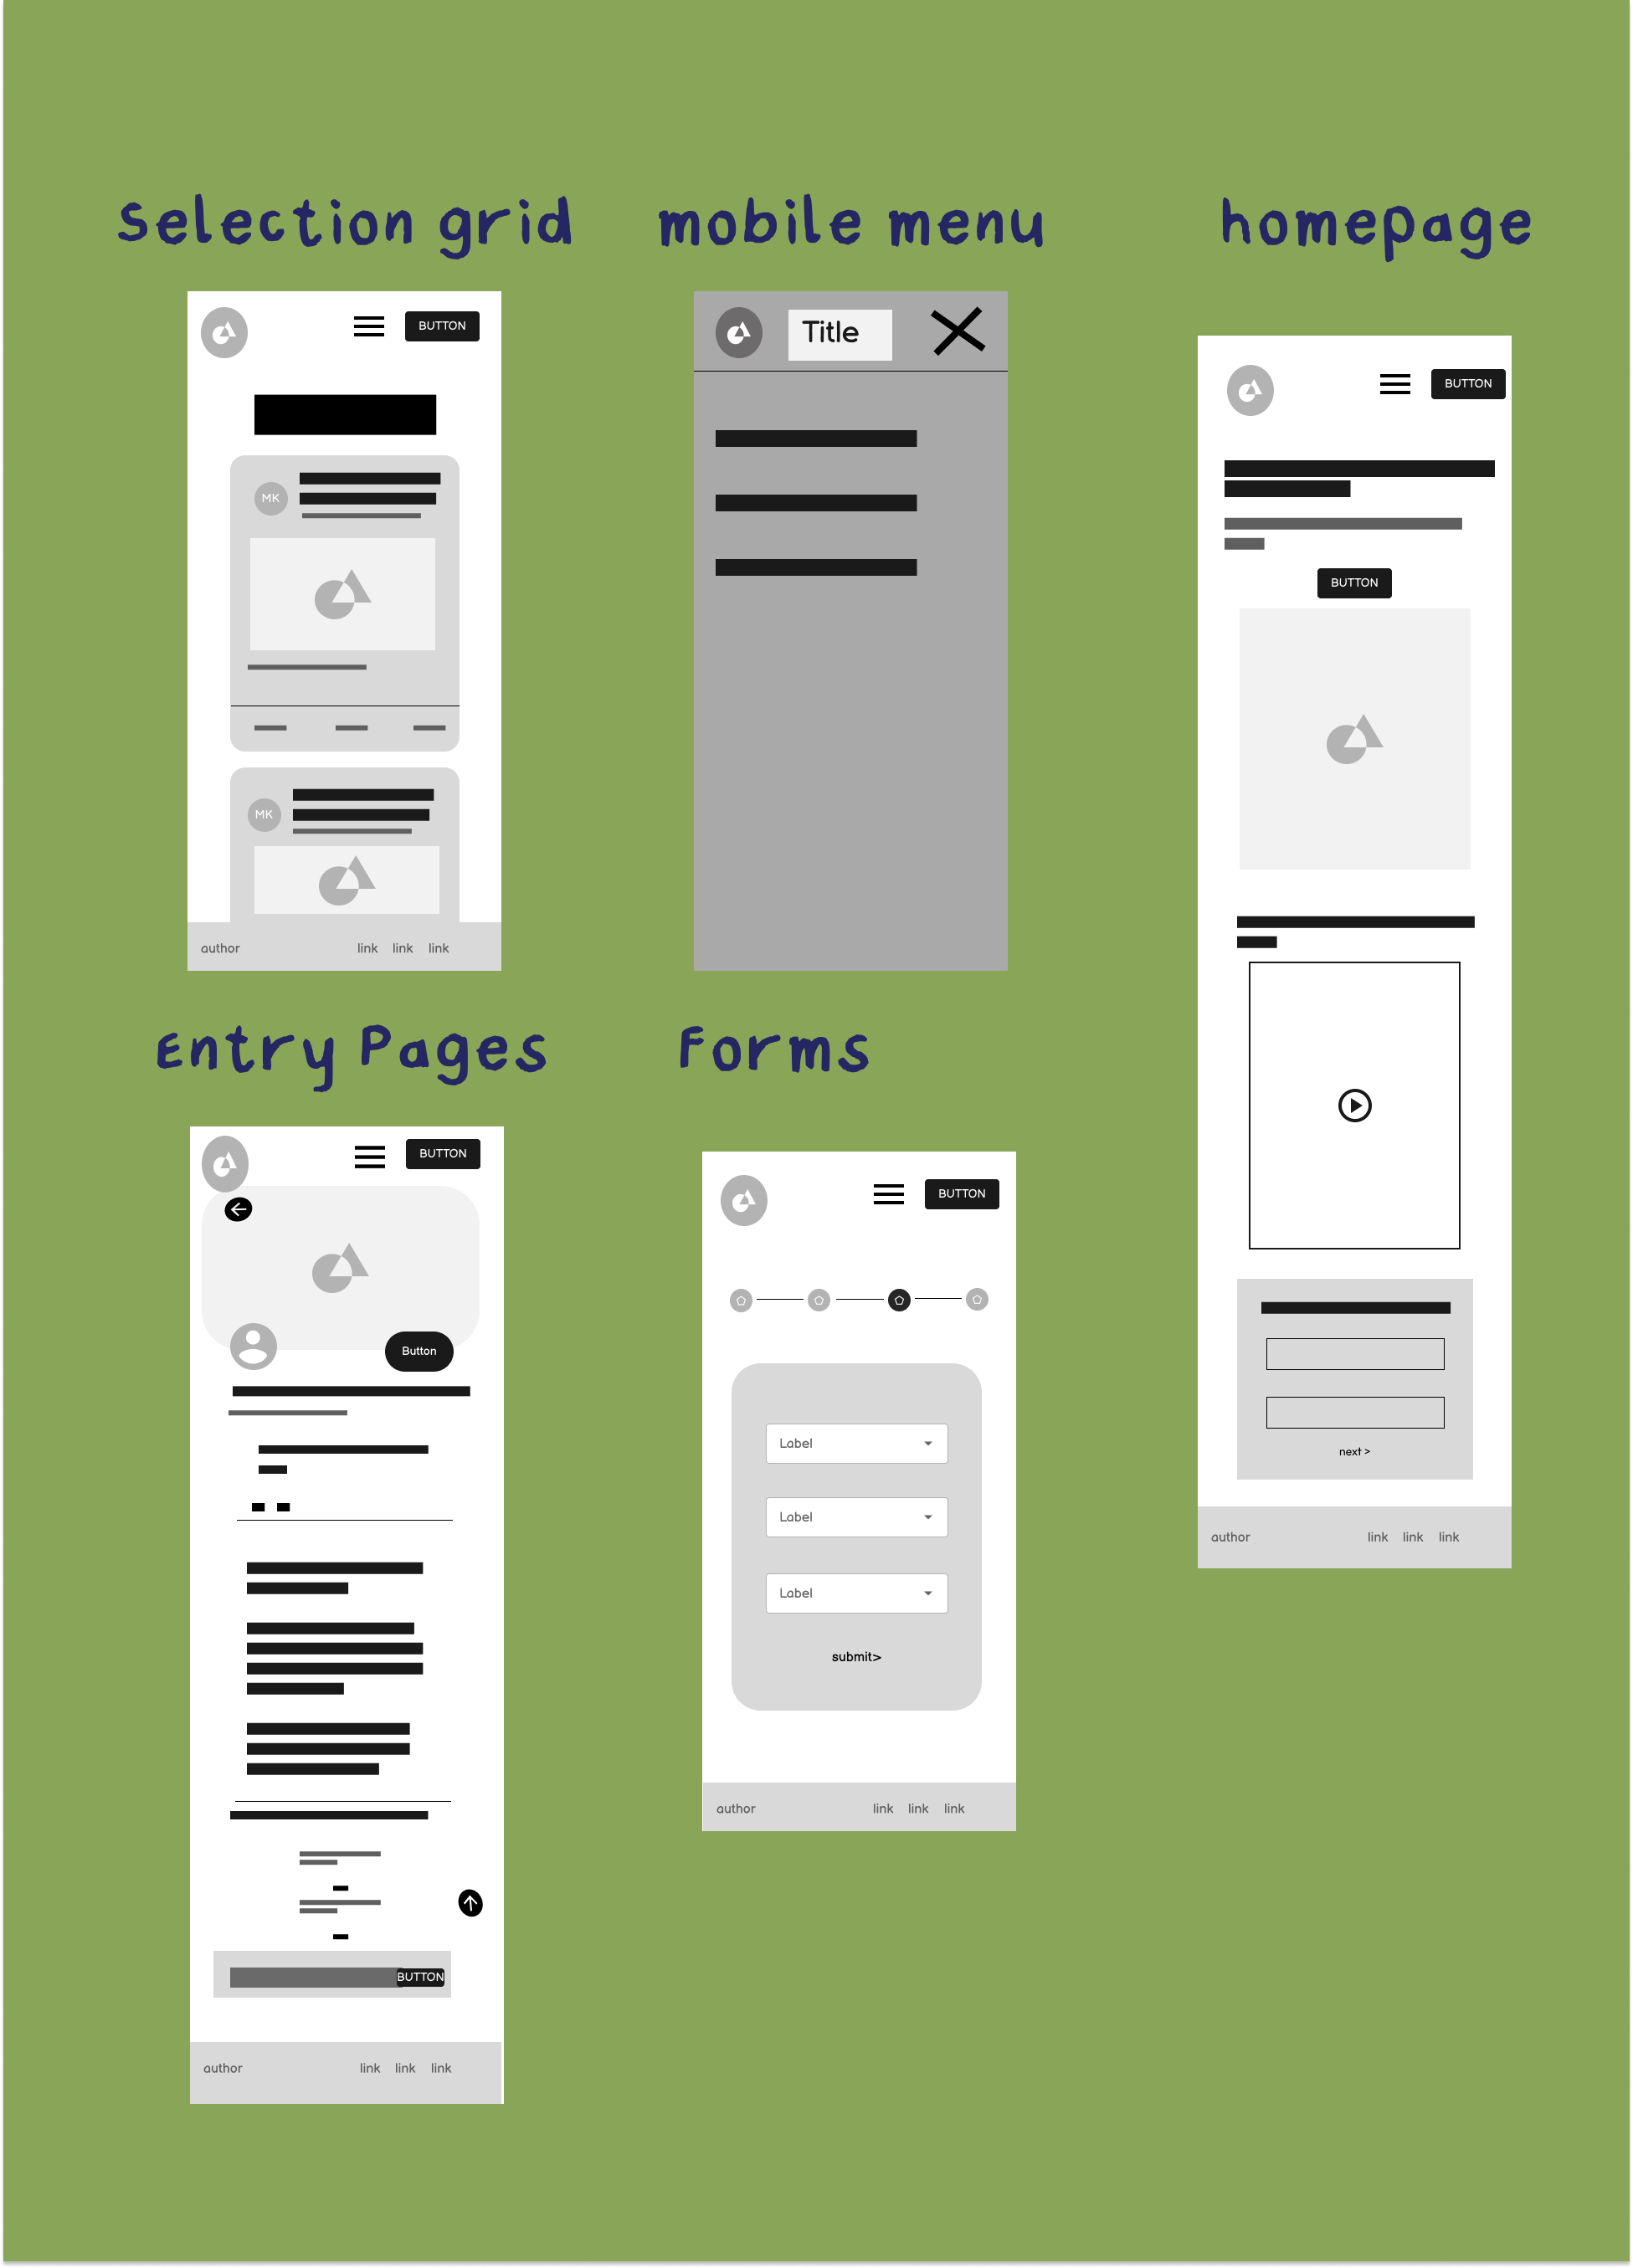 Selection grid
mobile menu
homepage
BUTTON
MK
MK
author link link link
Title
BUTTON
BUTTON
next >
author link link link
Entry Pages
Forms
BUTTON
Button
BUTTON
author link link link
BUTTON
Label
Label
Label
submit>
author link link link